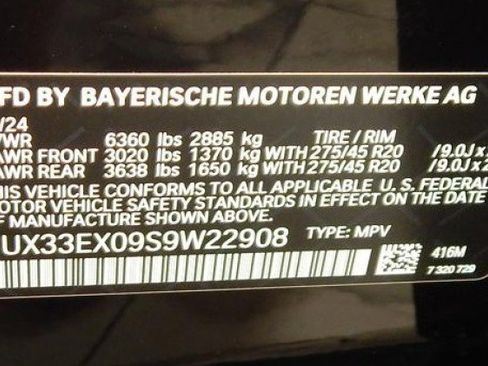 FD BY BAYERISCHE MOTOREN WERKE AG
/24
VWR 6360 lbs 2885 kg TIRE / RIM
AWR FRONT 3020 lbs 1370 kg WITH 275/45 R20 /9.0J x
AWR REAR 3638 lbs 1650 kg WITH 275/45 R20 /9.0J x
HIS VEHICLE CONFORMS TO ALL APPLICABLE U. S. FEDERAL
OTOR VEHICLE SAFETY STANDARDS IN EFFECT ON THE DATE
F MANUFACTURE SHOWN ABOVE.
UX33EX09S9W22908 TYPE: MPV
416M
7 320 729